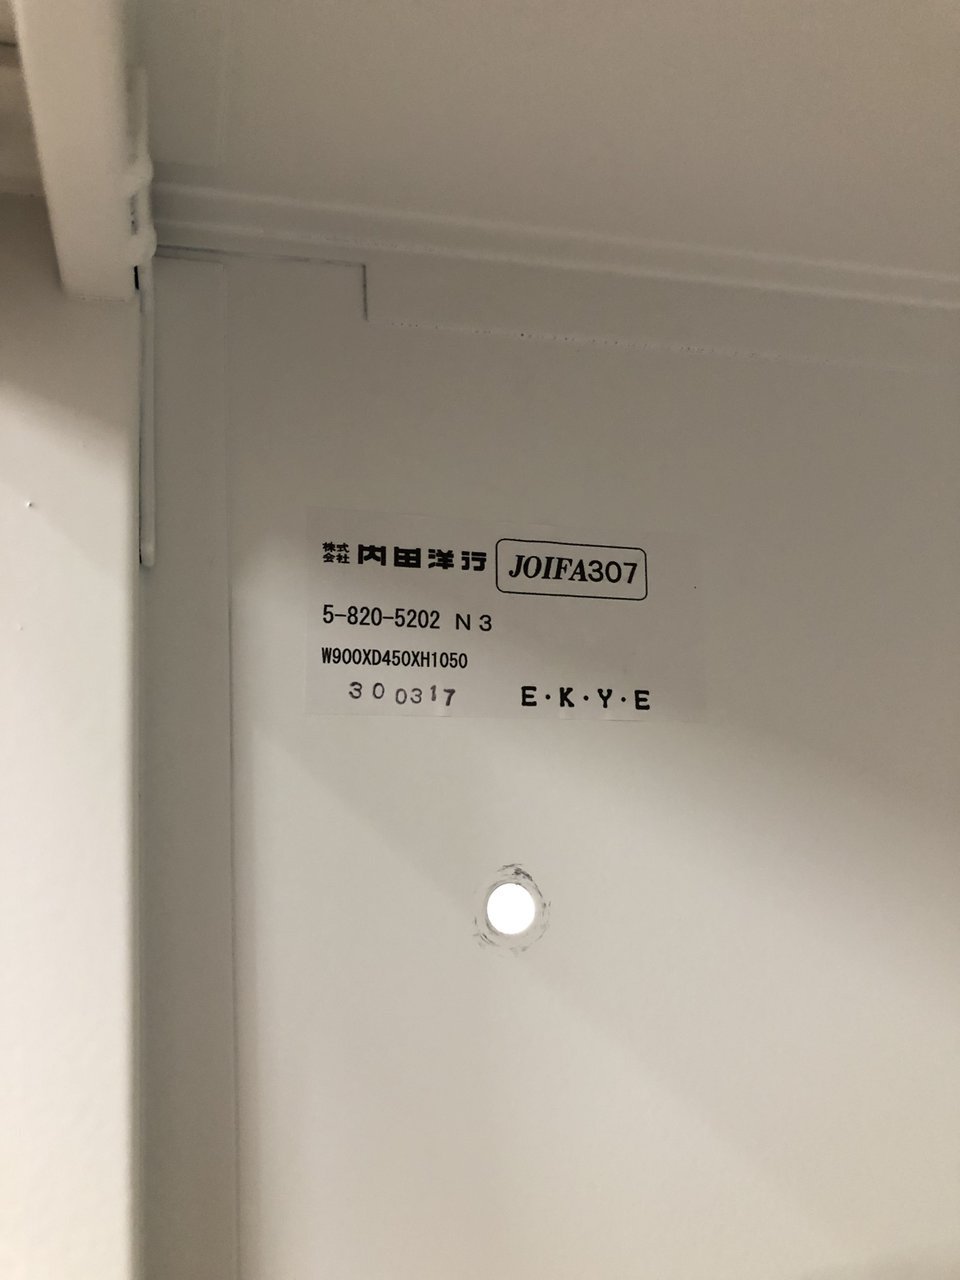 株式会社 内田洋行 JOIFA307
5-820-5202 N3
W900XD450XH1050
300317 E・K・Y・E